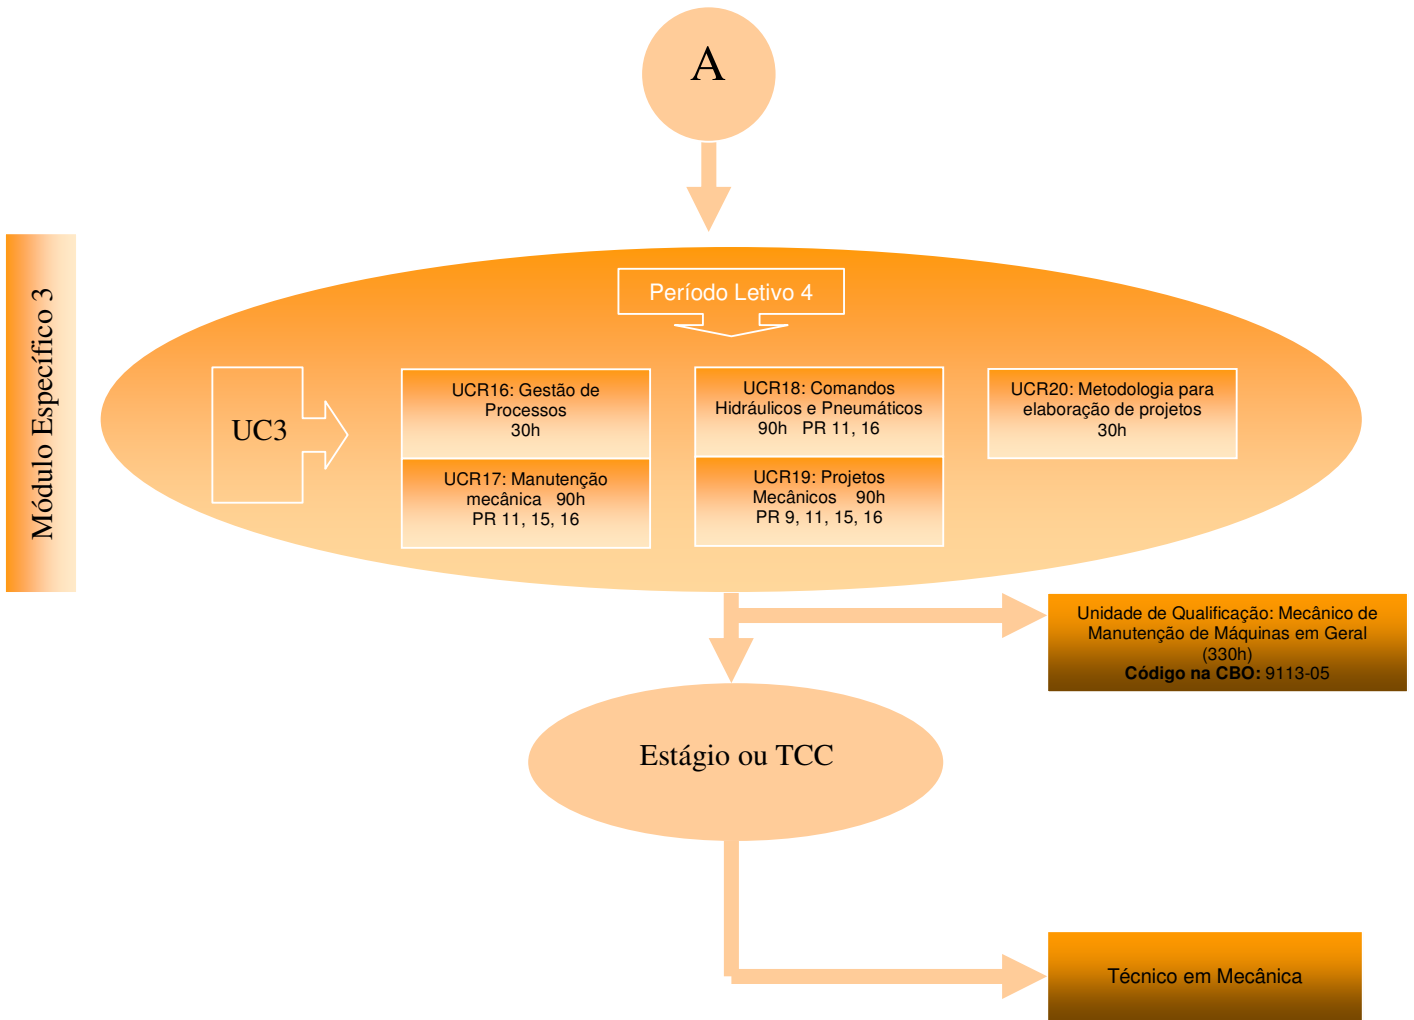 A
Módulo Específico 3
Período Letivo 4
UC3
UCR16: Gestão de
Processos
30h
UCR17: Manutenção
mecânica 90h
PR 11, 15, 16
UCR18: Comandos
Hidráulicos e Pneumáticos
90h PR 11, 16
UCR19: Projetos
Mecânicos 90h
PR 9, 11, 15, 16
UCR20: Metodologia para
elaboração de projetos
30h
Unidade de Qualificação: Mecânico de
Manutenção de Máquinas em Geral
(330h)
Código na CBO: 9113-05
Estágio ou TCC
Técnico em Mecânica